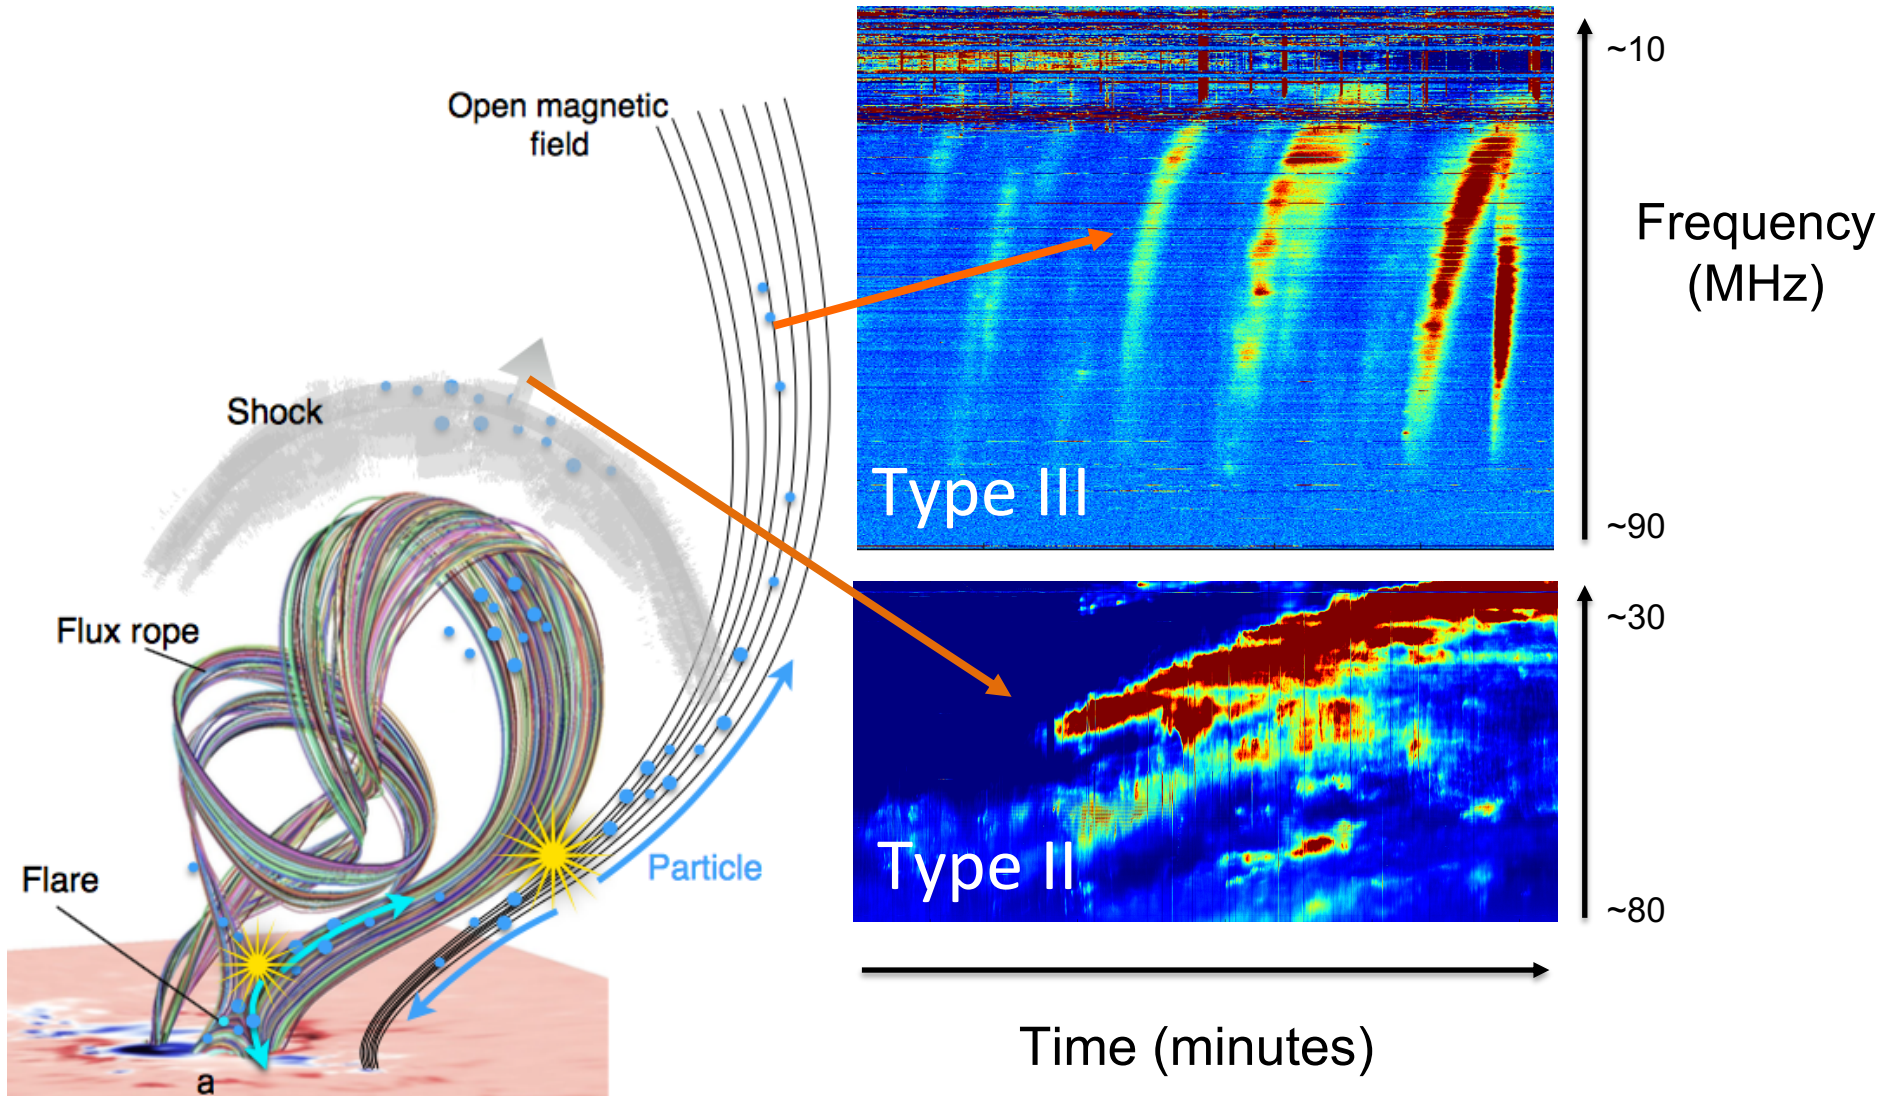 Open magnetic
field
Shock
Flux rope
Flare
Particle
a
Type III
~10
Frequency
(MHz)
~90
Type II
~30
~80
Time (minutes)